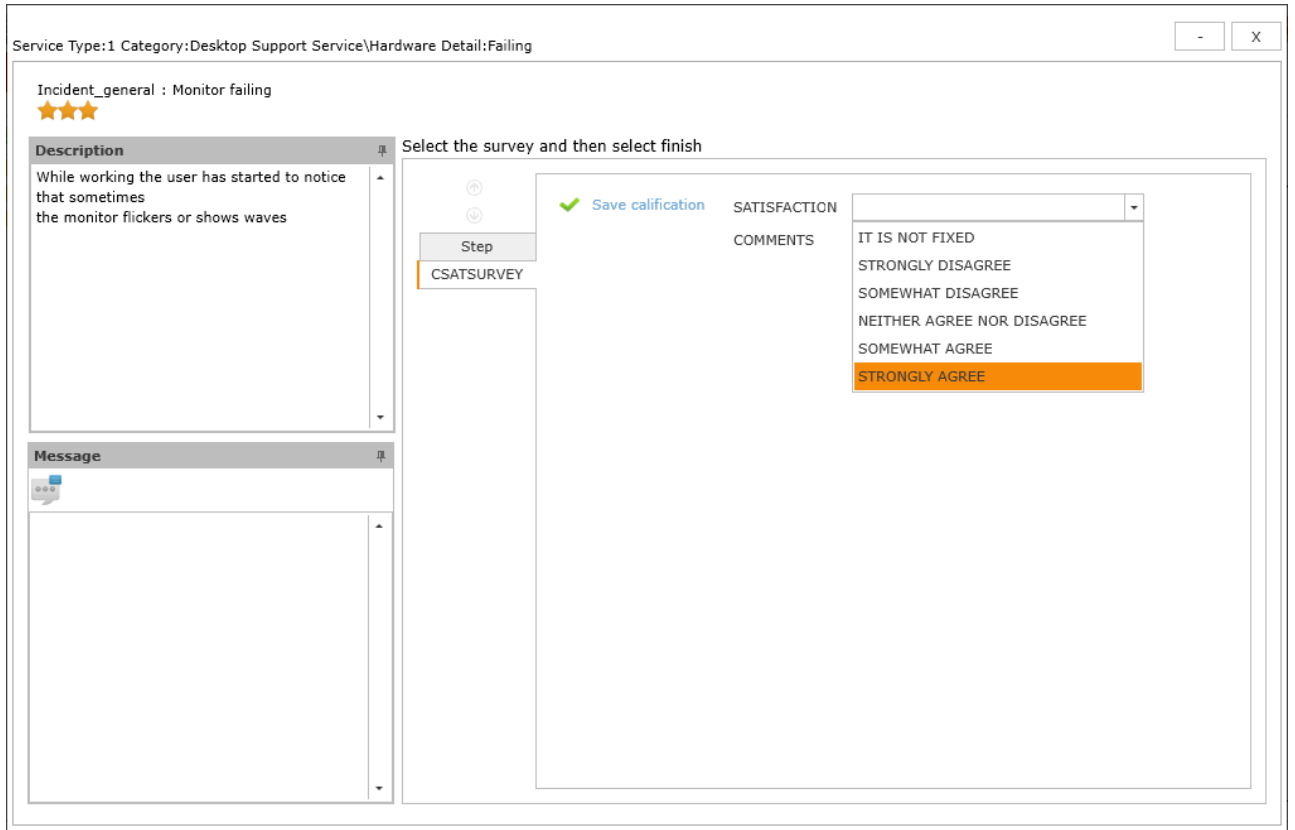 Service Type:1 Category:Desktop Support Service\Hardware Detail:Failing
-
X
Incident_general : Monitor failing
Description
While working the user has started to notice
that sometimes
the monitor flickers or shows waves
Message
Select the survey and then select finish
Step
CSATSURVEY
Save calification
SATISFACTION
COMMENTS
IT IS NOT FIXED
STRONGLY DISAGREE
SOMEWHAT DISAGREE
NEITHER AGREE NOR DISAGREE
SOMEWHAT AGREE
STRONGLY AGREE